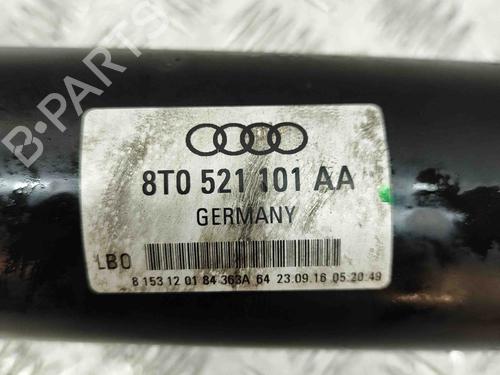 B-PARTS
8T0 521 101 AA
GERMANY
LBO
8 153 12 01 84 363A 64 23.09.16 05:20:49